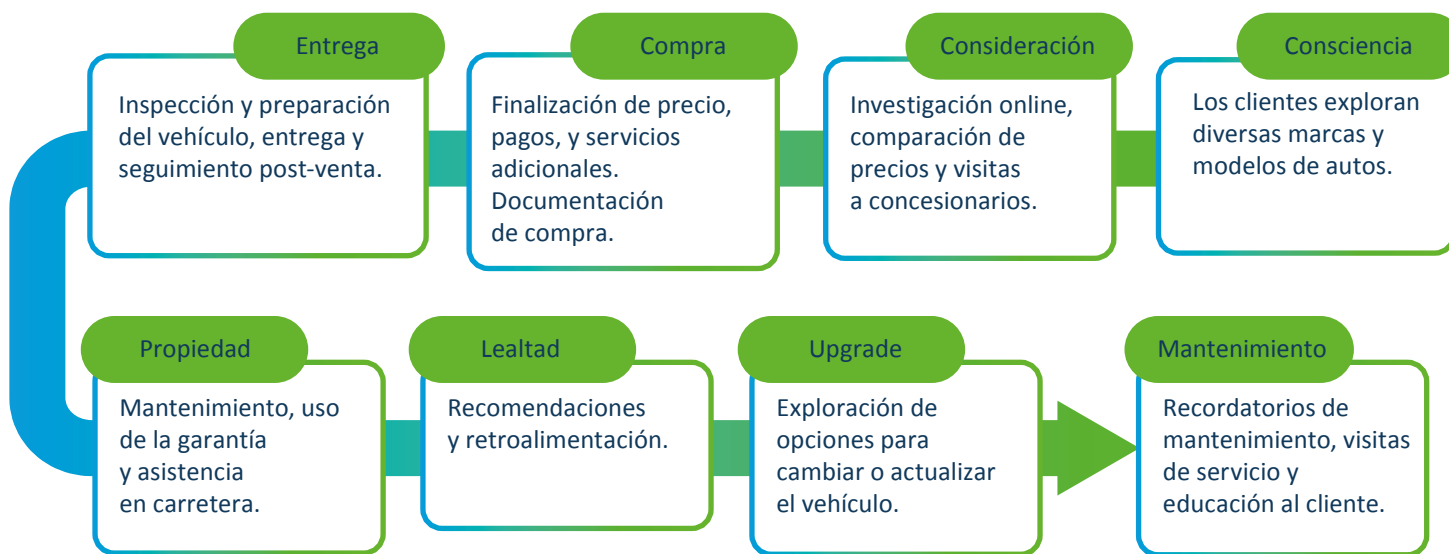 Entrega
Inspección y preparación
del vehículo, entrega y
seguimiento post-venta.
Compra
Finalización de precio,
pagos, y servicios
adicionales.
Documentación
de compra.
Consideración
Investigación online,
comparación de
precios y visitas
a concesionarios.
Consciencia
Los clientes exploran
diversas marcas y
modelos de autos.
Propiedad
Mantenimiento, uso
de la garantía
y asistencia
en carretera.
Lealtad
Recomendaciones
y retroalimentación.
Upgrade
Exploración de
opciones para
cambiar o actualizar
el vehículo.
Mantenimiento
Recordatorios de
mantenimiento, visitas
de servicio y
educación al cliente.